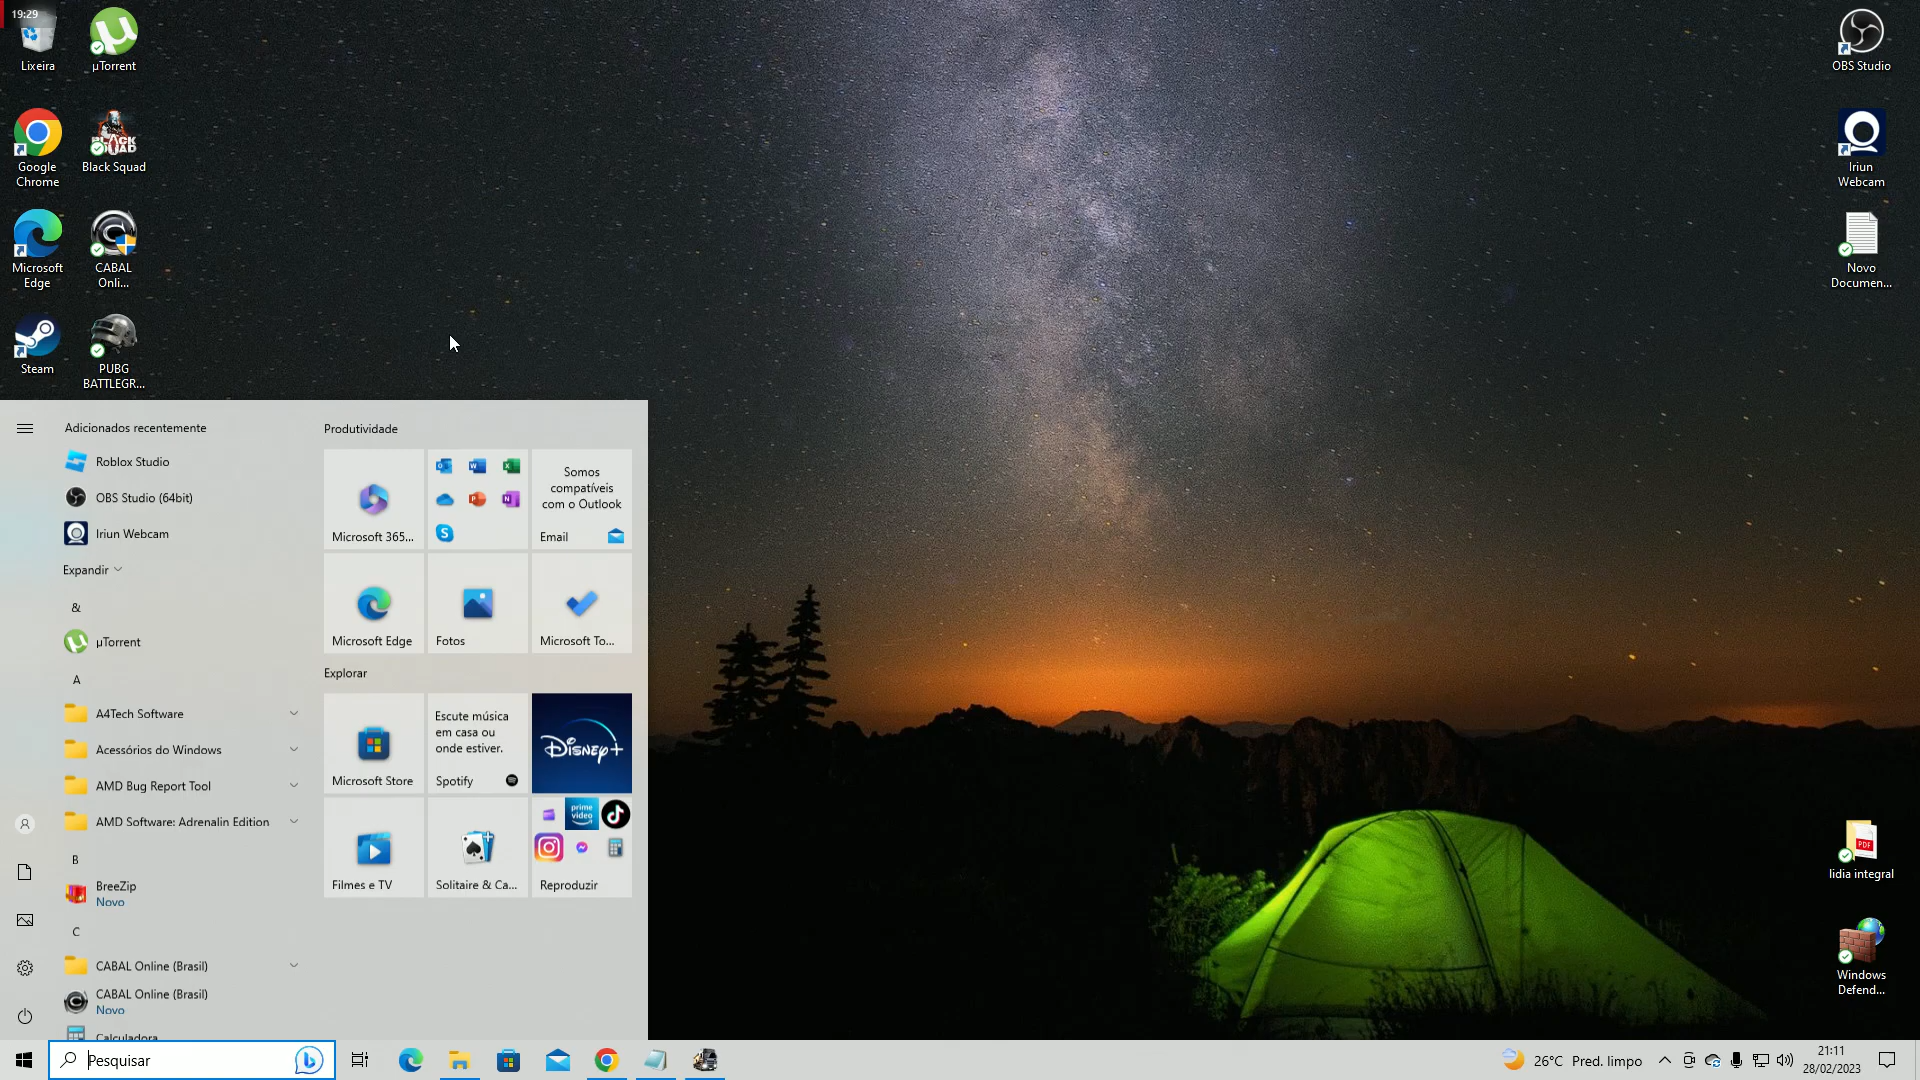 19:29
Lixeira
µTorrent
Google
Chrome
BLACK
SQUAD
Black Squad
Microsoft
Edge
CABAL
Onli...
Steam
PUBG
BATTLEGR...
OBS Studio
Iriun
Webcam
Novo
Documen...
PDF
lidia integral
Windows
Defend...
Adicionados recentemente
Roblox Studio
OBS Studio (64bit)
Iriun Webcam
Expandir
&
µTorrent
A
A4Tech Software
Acessórios do Windows
AMD Bug Report Tool
AMD Software: Adrenalin Edition
B
BreeZip
Novo
C
CABAL Online (Brasil)
CABAL Online (Brasil)
Novo
Calculadora
Produtividade
Microsoft 365...
Somos
compatíveis
com o Outlook
Email
Microsoft Edge
Fotos
Microsoft To...
Explorar
Microsoft Store
Escute música
em casa ou
onde estiver.
Spotify
Disney+
Filmes e TV
Solitaire & Ca...
prime
video
Reproduzir
Pesquisar
26°C Pred. limpo
21:11
28/02/2023